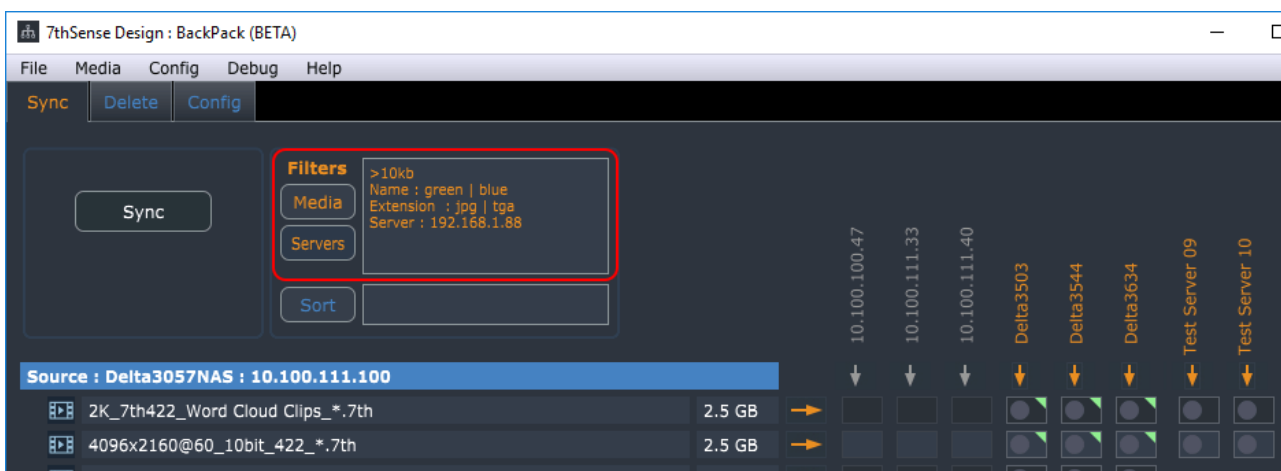 7thSense Design : BackPack (BETA)
File Media Config Debug Help
Sync Delete Config
Sync
Filters
Media
Servers
>10kb
Name : green | blue
Extension : jpg | tga
Server : 192.168.1.88
Sort
10.100.100.47
10.100.111.33
10.100.111.40
Delta3503
Delta3544
Delta3634
Test Server 09
Test Server 10
Source : Delta3057NAS : 10.100.111.100
2K_7th422_Word Cloud Clips_*.7th 2.5 GB
4096x2160@60_10bit_422_*.7th 2.5 GB